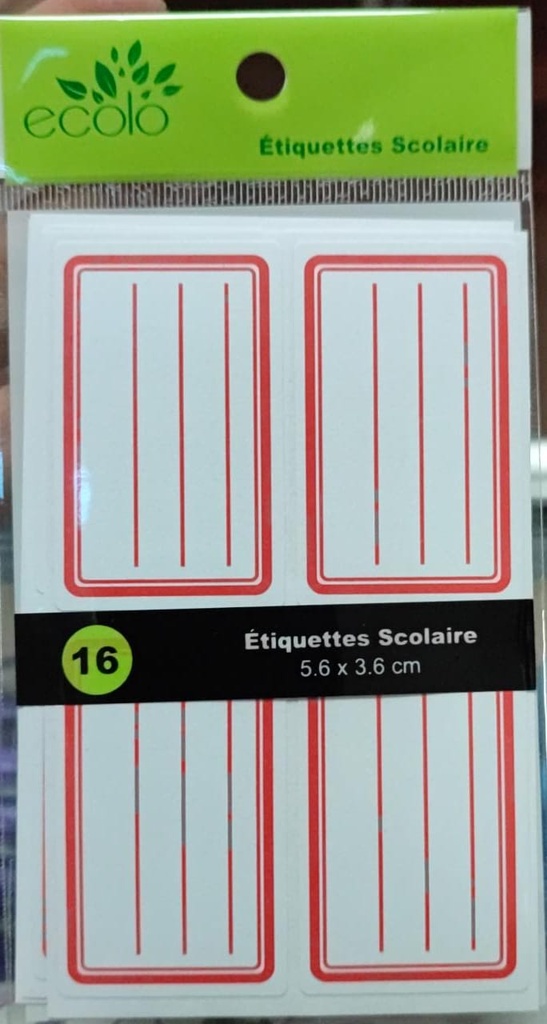 ecolo
Étiquettes Scolaire
16
Étiquettes Scolaire
5.6 x 3.6 cm